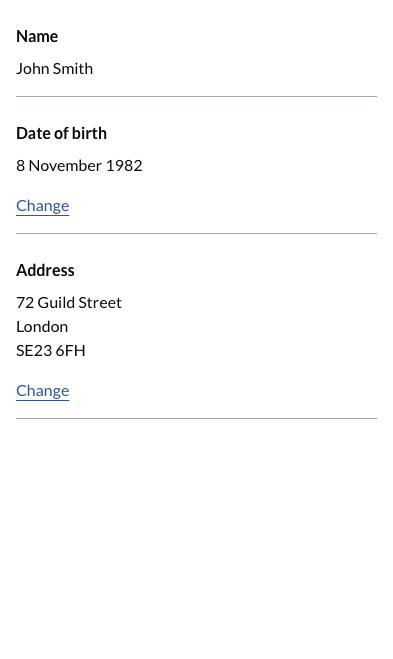 Name
John Smith
Date of birth
8 November 1982
Change
Address
72 Guild Street
London
SE23 6FH
Change